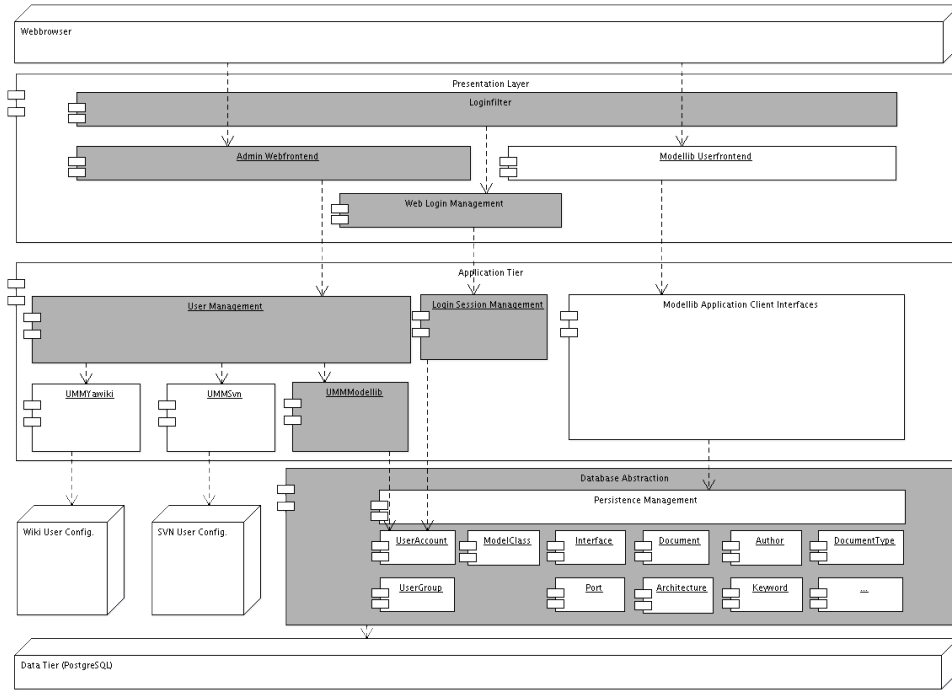 Webbrowser
Presentation Layer
Loginfilter
Admin Webfrontend
Modellib Userfrontend
Web Login Management
Application Tier
User Management
Login Session Management
Modellib Application Client Interfaces
UMMYawiki
UMMSvn
UMMModellib
Database Abstraction
Persistence Management
Wiki User Config.
SVN User Config.
UserAccount
ModelClass
Interface
Document
Author
DocumentType
UserGroup
Port
Architecture
Keyword
...
Data Tier (PostgreSQL)